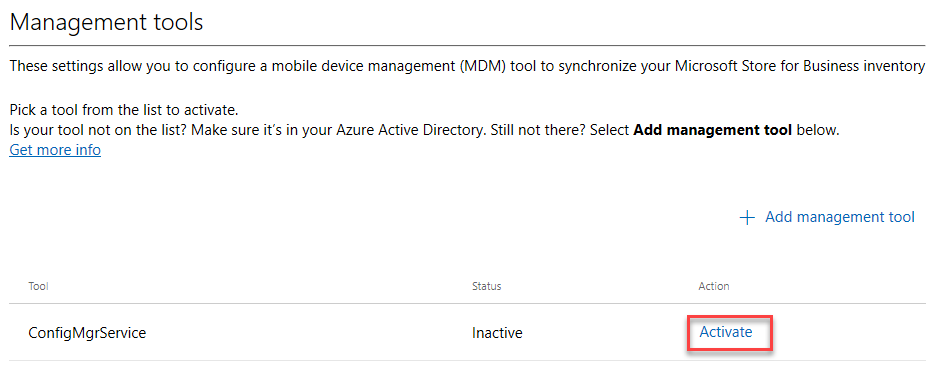 Management tools
These settings allow you to configure a mobile device management (MDM) tool to synchronize your Microsoft Store for Business inventory
Pick a tool from the list to activate.
Is your tool not on the list? Make sure it’s in your Azure Active Directory. Still not there? Select Add management tool below.
Get more info
+ Add management tool
Tool Status Action
ConfigMgrService Inactive Activate